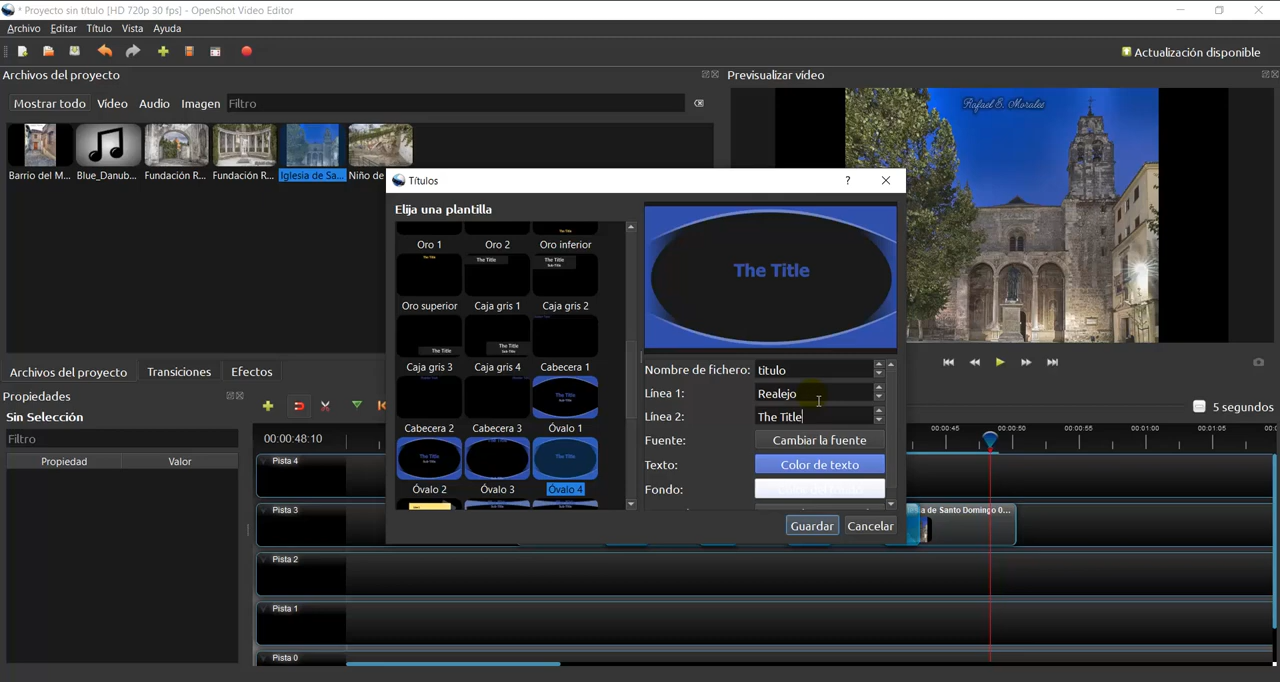 * Proyecto sin título [HD 720p 30 fps] - OpenShot Video Editor
Archivo Editar Título Vista Ayuda
Actualización disponible
Archivos del proyecto
Previsualizar vídeo
Mostrar todo Vídeo Audio Imagen Filtro
Rafael E. Morales
Barrio del M... Blue_Danub... Fundación R... Fundación R... Iglesia de Sa... Niño de
Títulos
?
Elija una plantilla
Oro 1 Oro 2 Oro inferior
Oro superior Caja gris 1 Caja gris 2
Caja gris 3 Caja gris 4 Cabecera 1
Cabecera 2 Cabecera 3 Óvalo 1
Óvalo 2 Óvalo 3 Óvalo 4
The Title
Nombre de fichero: titulo
Línea 1: Realejo
Línea 2: The Title
Fuente: Cambiar la fuente
Texto: Color de texto
Fondo:
Guardar Cancelar
Archivos del proyecto Transiciones Efectos
Propiedades
Sin Selección
Filtro
Propiedad Valor
5 segundos
00:00:48:10
00:00:45 00:00:50 00:00:55 00:01:00 00:01:05
Pista 4
Pista 3
a de Santo Domingo 0...
Pista 2
Pista 1
Pista 0